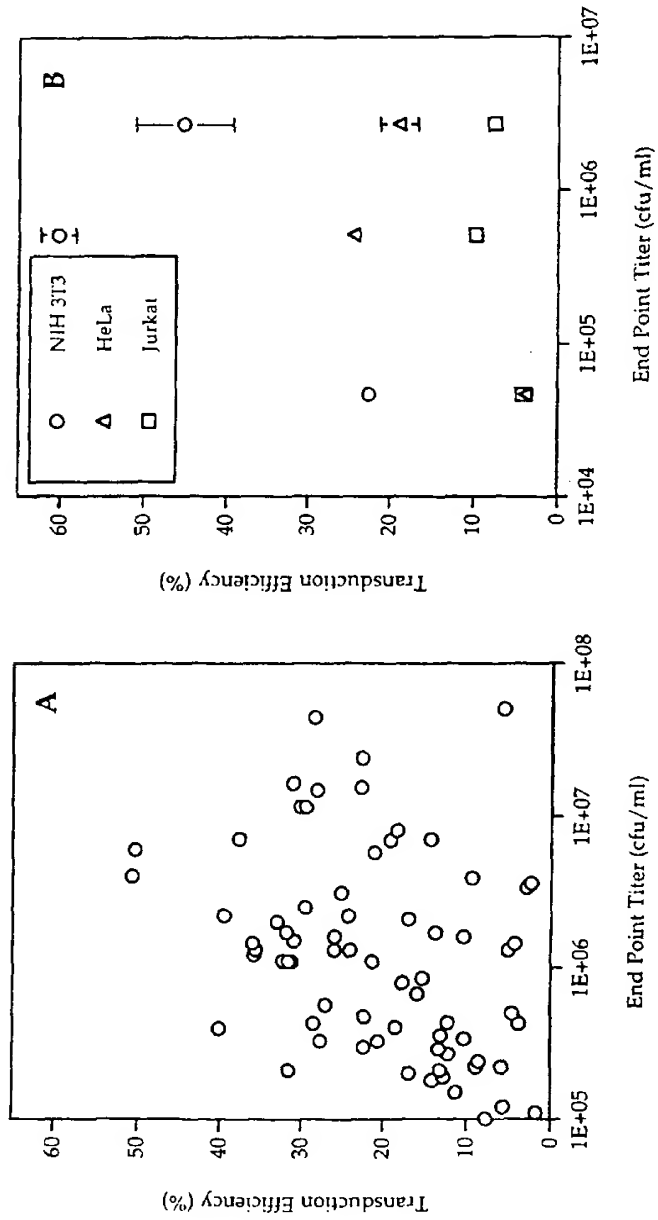 A
Transduction Efficiency (%)
60
50
40
30
20
10
0
1E+05
1E+06
1E+07
1E+08
End Point Titer (cfu/ml)
B
NIH 3T3
HeLa
Jurkat
Transduction Efficiency (%)
60
50
40
30
20
10
0
1E+04
1E+05
1E+06
1E+07
End Point Titer (cfu/ml)